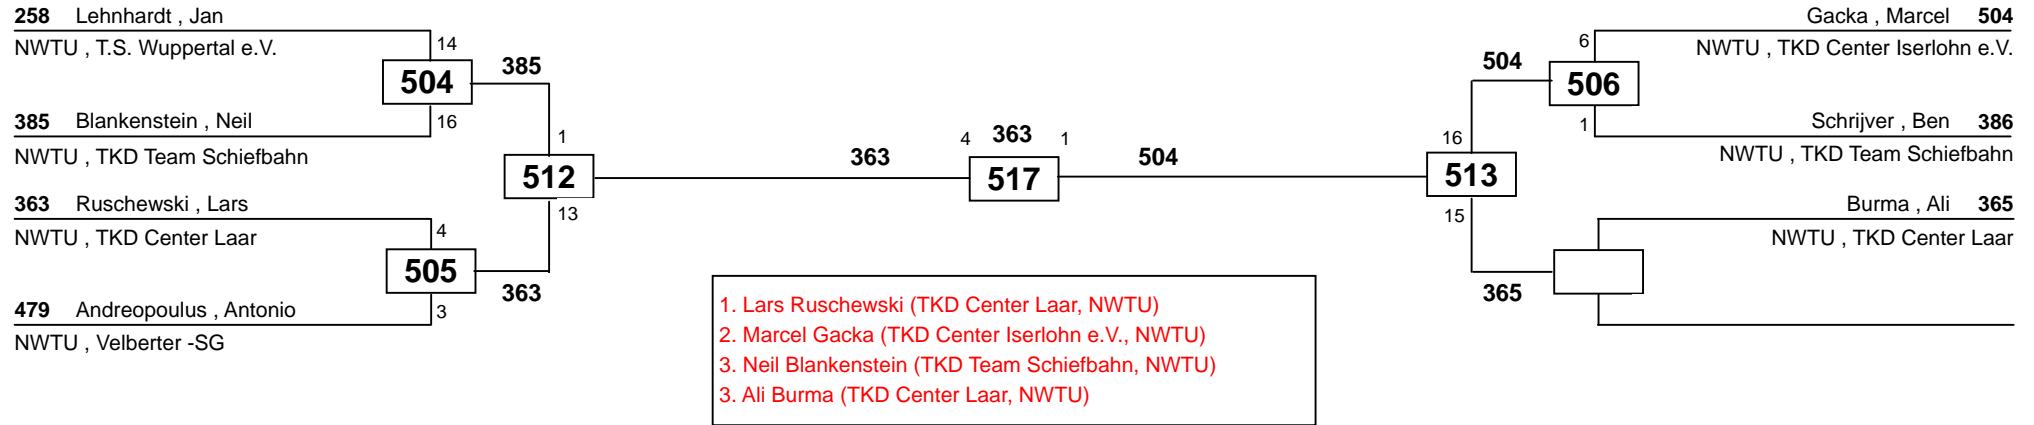 258 Lehnhardt , Jan
NWTU , T.S. Wuppertal e.V.
14
504
385
16
385 Blankenstein , Neil
NWTU , TKD Team Schiefbahn
1
512
13
363 Ruschewski , Lars
NWTU , TKD Center Laar
4
505
363
3
479 Andreopoulus , Antonio
NWTU , Velberter -SG
363
4 363 1
517
504
Gacka , Marcel 504
NWTU , TKD Center Iserlohn e.V.
6
504
506
1
Schrijver , Ben 386
NWTU , TKD Team Schiefbahn
16
513
15
Burma , Ali 365
NWTU , TKD Center Laar
365
1. Lars Ruschewski (TKD Center Laar, NWTU)
2. Marcel Gacka (TKD Center Iserlohn e.V., NWTU)
3. Neil Blankenstein (TKD Team Schiefbahn, NWTU)
3. Ali Burma (TKD Center Laar, NWTU)